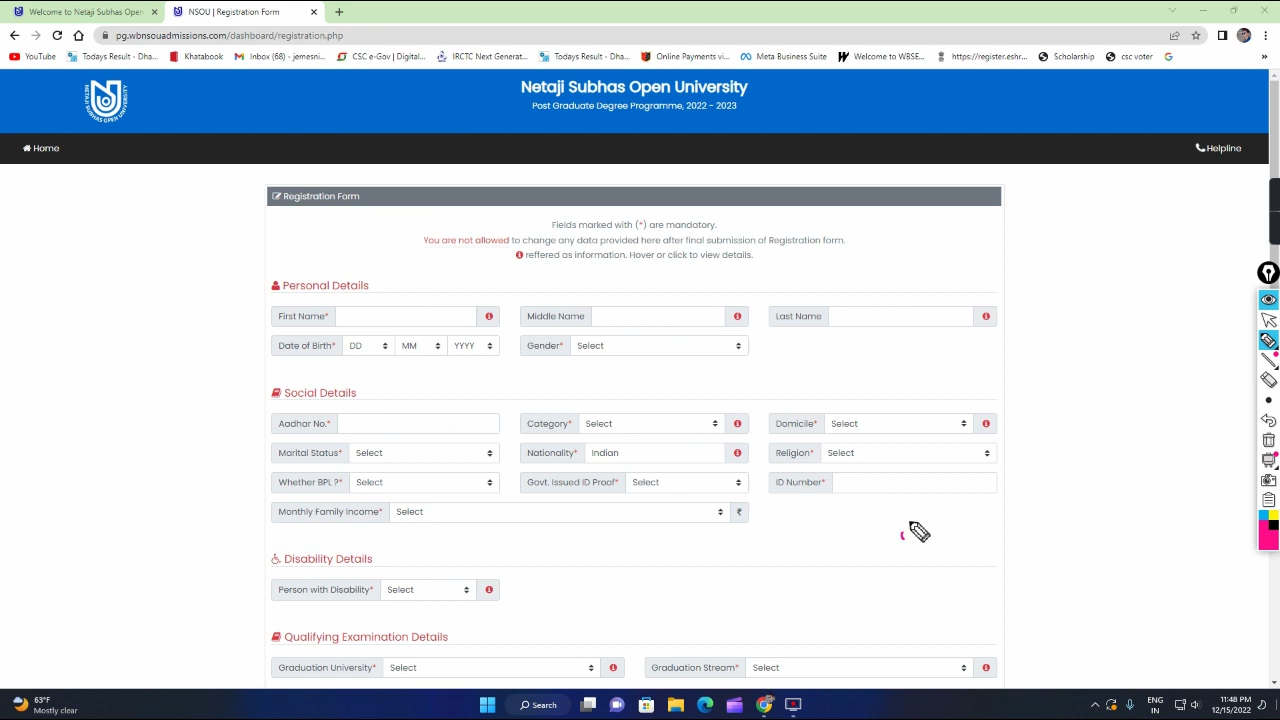 Welcome to Netaji Subhas Open
NSOU | Registration Form
pg.wbnsouadmissions.com/dashboard/registration.php
YouTube
Todays Result - Dha...
Khatabook
Inbox (68) - jemesni...
CSC e-Gov | Digital...
IRCTC Next Generat...
Todays Result - Dha...
Online Payments vi...
Meta Business Suite
Welcome to WBSE...
https://register.eshr...
Scholarship
csc voter
»
NETAJI SUBHAS OPEN UNIVERSITY
Netaji Subhas Open University
Post Graduate Degree Programme, 2022 - 2023
Home
Helpline
Registration Form
Fields marked with (*) are mandatory.
You are not allowed to change any data provided here after final submission of Registration form.
reffered as information. Hover or click to view details.
Personal Details
First Name*
Middle Name
Last Name
Date of Birth* DD MM YYYY
Gender* Select
Social Details
Aadhar No.*
Category* Select
Domicile* Select
Marital Status* Select
Nationality* Indian
Religion* Select
Whether BPL ?* Select
Govt. Issued ID Proof* Select
ID Number*
Monthly Family Income* Select ₹
Disability Details
Person with Disability* Select
Qualifying Examination Details
Graduation University* Select
Graduation Stream* Select
63°F
Mostly clear
Search
ENG
IN
11:48 PM
12/15/2022